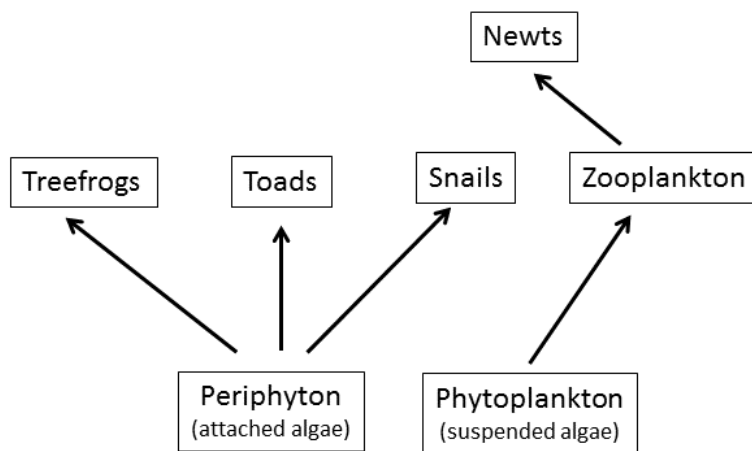 Newts
Treefrogs
Toads
Snails
Zooplankton
Periphyton
(attached algae)
Phytoplankton
(suspended algae)